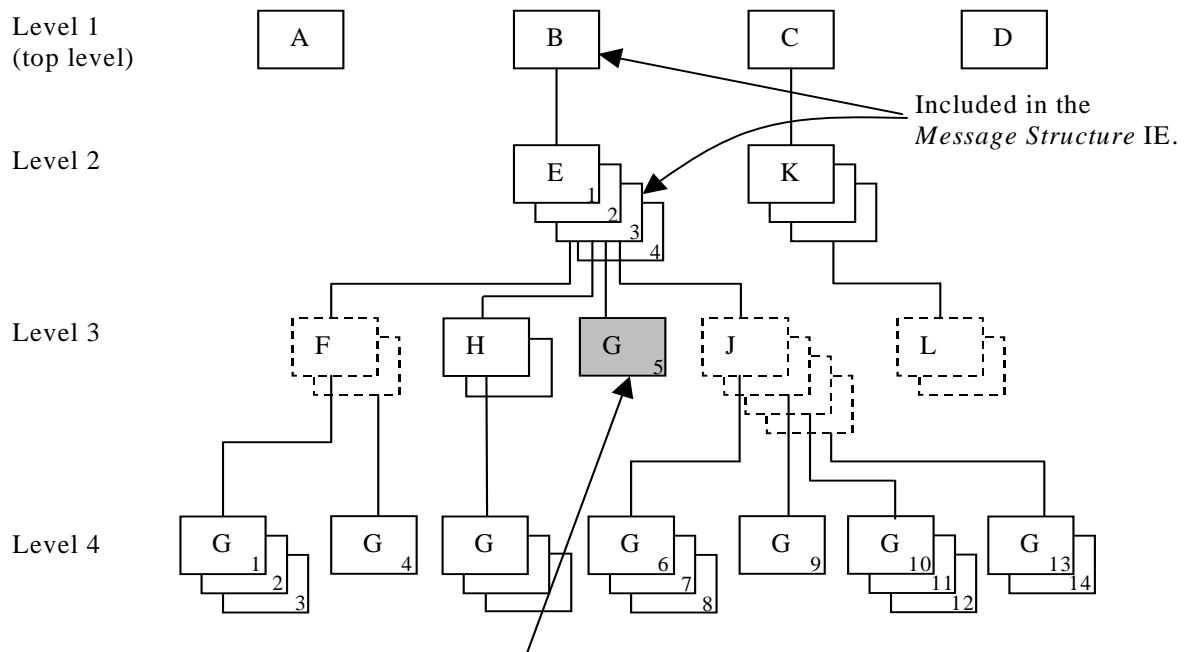 Level 1
(top level)
A
B
C
D
Included in the
Message Structure IE.
Level 2
E
1
2
3
4
K
Level 3
F
H
G
5
J
L
Level 4
G
1
2
3
G
4
G
G
6
7
8
G
9
G
10
11
12
G
13
14